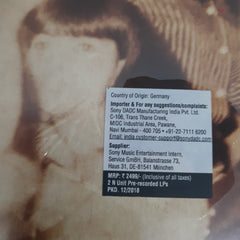 Country of Origin: Germany
Importer & For any suggestions/complaints:
Sony DADC Manufacturing India Pvt. Ltd.
C-106, Trans Thane Creek,
MIDC Industrial Area, Pawane,
Navi Mumbai - 400 705 • +91-22-7111 6200
Email: india.customer-support@sonydadc.com
Supplier:
Sony Music Entertainment Intern.
Service GmBH, Balanstrasse 73,
Haus 31, DE-81541 München
MRP: ₹ 2499/- (Inclusive of all taxes)
2 N Unit Pre-recorded LPs
PKD. 12/2018